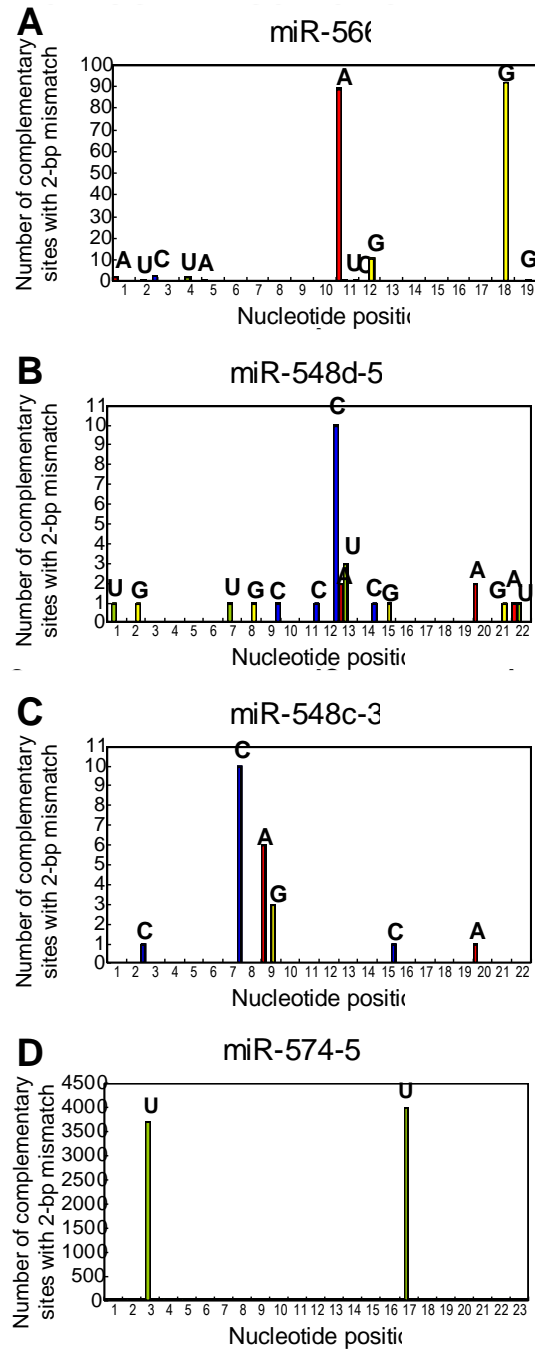 A
miR-566
Number of complementary
sites with 2-bp mismatch
100
90
80
70
60
50
40
30
20
10
0
A U C U A A U C G G G
1 2 3 4 5 6 7 8 9 10 11 12 13 14 15 16 17 18 19
Nucleotide positi
B
miR-548d-5
Number of complementary
sites with 2-bp mismatch
11
10
9
8
7
6
5
4
3
2
1
0
U G U G C C C A U C G A G A U
1 2 3 4 5 6 7 8 9 10 11 12 13 14 15 16 17 18 19 20 21 22
Nucleotide positi
C
miR-548c-3
Number of complementary
sites with 2-bp mismatch
11
10
9
8
7
6
5
4
3
2
1
0
C C A G C A
1 2 3 4 5 6 7 8 9 10 11 12 13 14 15 16 17 18 19 20 21 22
Nucleotide positi
D
miR-574-5
Number of complementary
sites with 2-bp mismatch
4500
4000
3500
3000
2500
2000
1500
1000
500
0
U U
1 2 3 4 5 6 7 8 9 10 11 12 13 14 15 16 17 18 19 20 21 22 23
Nucleotide positi